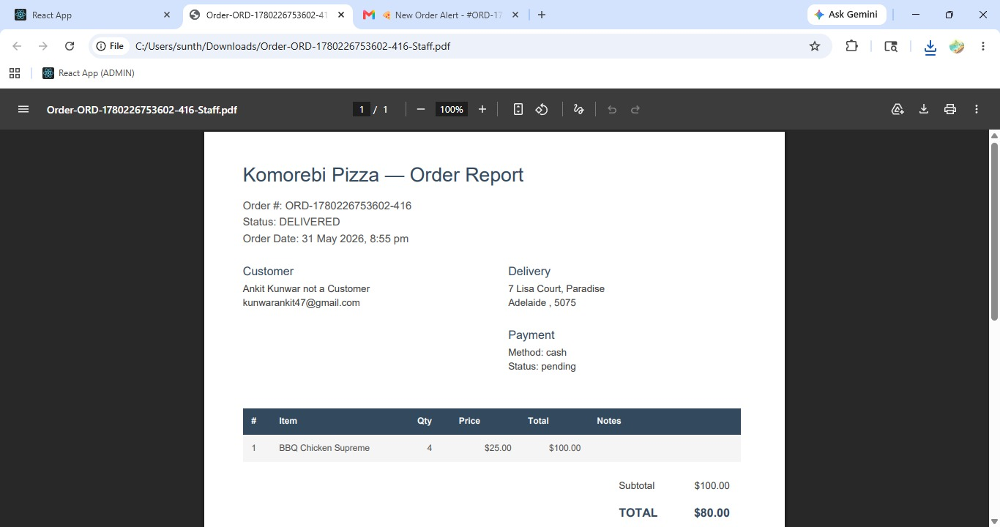 React App
Order-ORD-1780226753602-41
New Order Alert - #ORD-17
Ask Gemini
File
C:/Users/sunth/Downloads/Order-ORD-1780226753602-416-Staff.pdf
React App (ADMIN)
Order-ORD-1780226753602-416-Staff.pdf
1 / 1
100%
Komorebi Pizza — Order Report
Order #: ORD-1780226753602-416
Status: DELIVERED
Order Date: 31 May 2026, 8:55 pm
Customer
Ankit Kunwar not a Customer
kunwarankit47@gmail.com
Delivery
7 Lisa Court, Paradise
Adelaide , 5075
Payment
Method: cash
Status: pending
# Item Qty Price Total Notes
1 BBQ Chicken Supreme 4 $25.00 $100.00
Subtotal $100.00
TOTAL $80.00